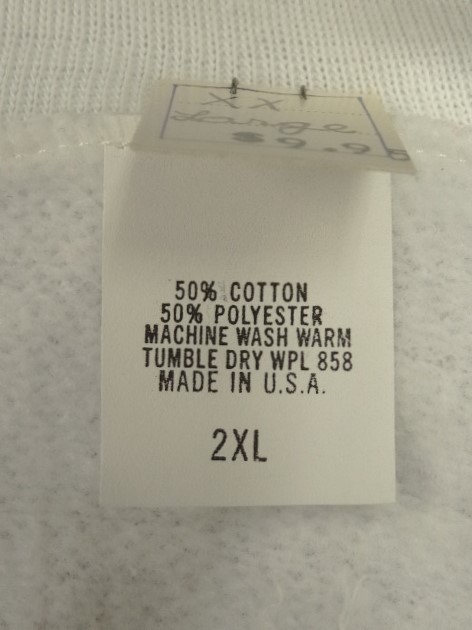 XX
Large
$9.95
50% COTTON
50% POLYESTER
MACHINE WASH WARM
TUMBLE DRY WPL 858
MADE IN U.S.A.
2XL